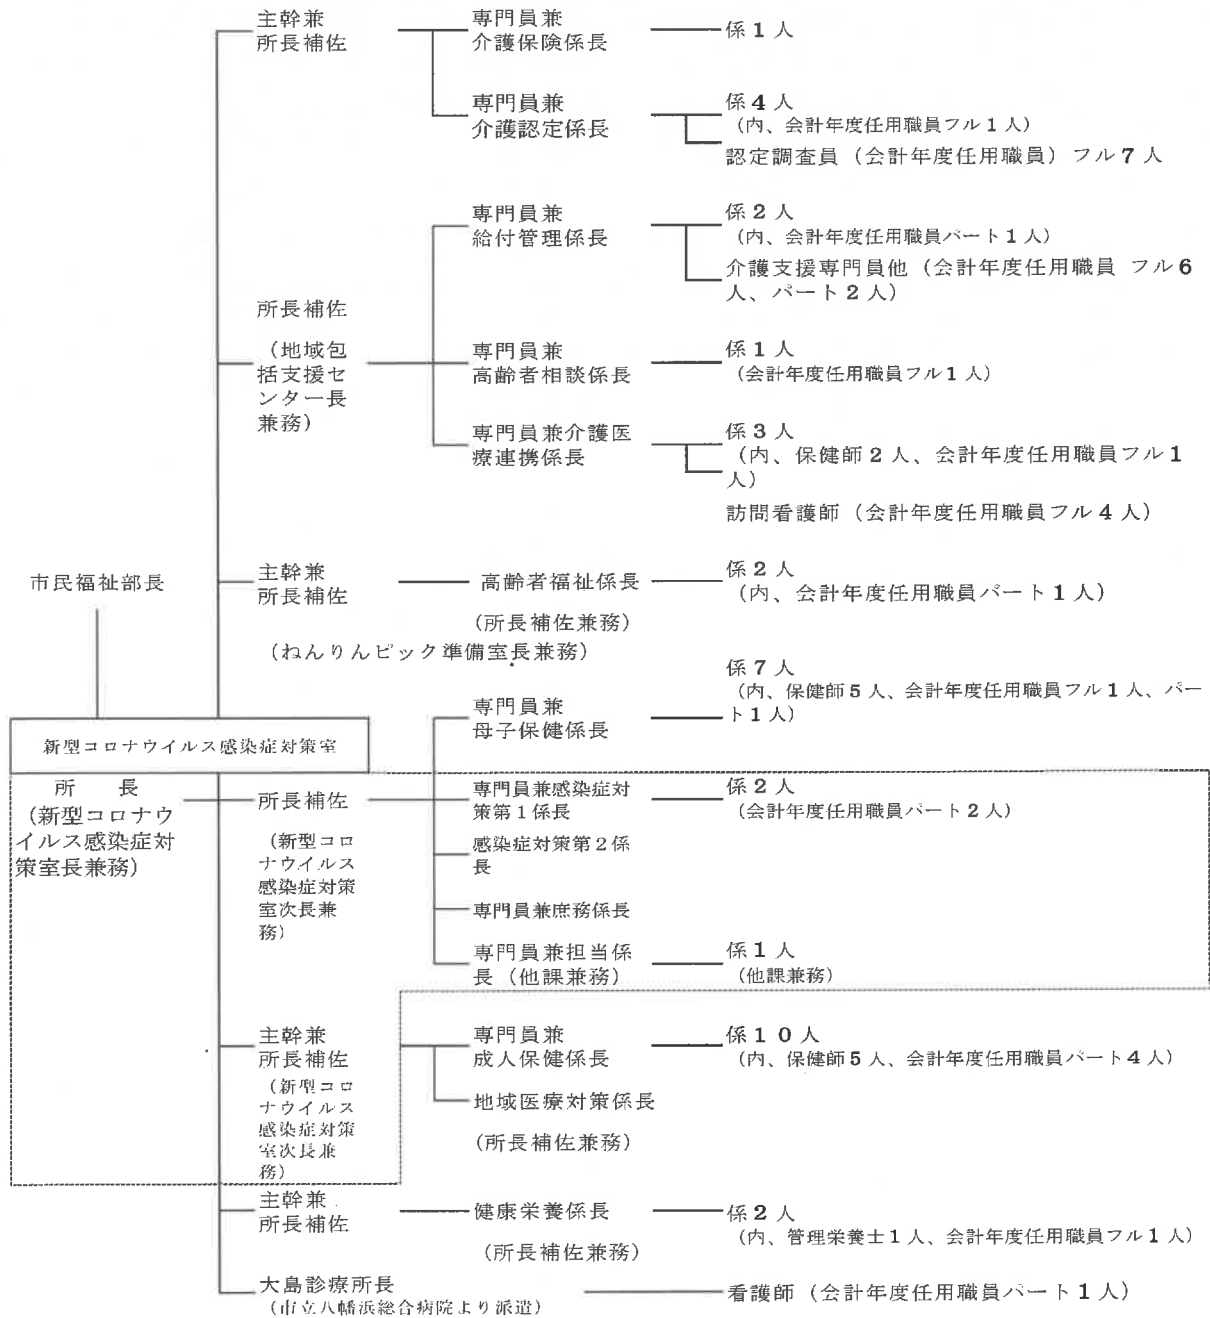 主幹兼
所長補佐
専門員兼
介護保険係長
係１人
専門員兼
介護認定係長
係４人
（内、会計年度任用職員フル１人）
認定調査員（会計年度任用職員）フル７人
所長補佐
（地域包
括支援セ
ンター長
兼務）
専門員兼
給付管理係長
係２人
（内、会計年度任用職員パート１人）
介護支援専門員他（会計年度任用職員 フル６
人、パート２人）
専門員兼
高齢者相談係長
係１人
（会計年度任用職員フル１人）
専門員兼介護医
療連携係長
係３人
（内、保健師２人、会計年度任用職員フル１
人）
訪問看護師（会計年度任用職員フル４人）
市民福祉部長
主幹兼
所長補佐
（ねんりんピック準備室長兼務）
高齢者福祉係長
（所長補佐兼務）
係２人
（内、会計年度任用職員パート１人）
新型コロナウイルス感染症対策室
所　長
（新型コロナウ
イルス感染症対
策室長兼務）
所長補佐
（新型コロ
ナウイルス
感染症対策
室次長兼
務）
専門員兼
母子保健係長
係７人
（内、保健師５人、会計年度任用職員フル１人、パー
ト１人）
専門員兼感染症対
策第１係長
係２人
（会計年度任用職員パート２人）
感染症対策第２係
長
専門員兼庶務係長
専門員兼担当係
長（他課兼務）
係１人
（他課兼務）
主幹兼
所長補佐
（新型コロ
ナウイルス
感染症対策
室次長兼
務）
専門員兼
成人保健係長
係１０人
（内、保健師５人、会計年度任用職員パート４人）
地域医療対策係長
（所長補佐兼務）
主幹兼
所長補佐
健康栄養係長
（所長補佐兼務）
係２人
（内、管理栄養士１人、会計年度任用職員フル１人）
大島診療所長
（市立八幡浜総合病院より派遣）
看護師（会計年度任用職員パート１人）